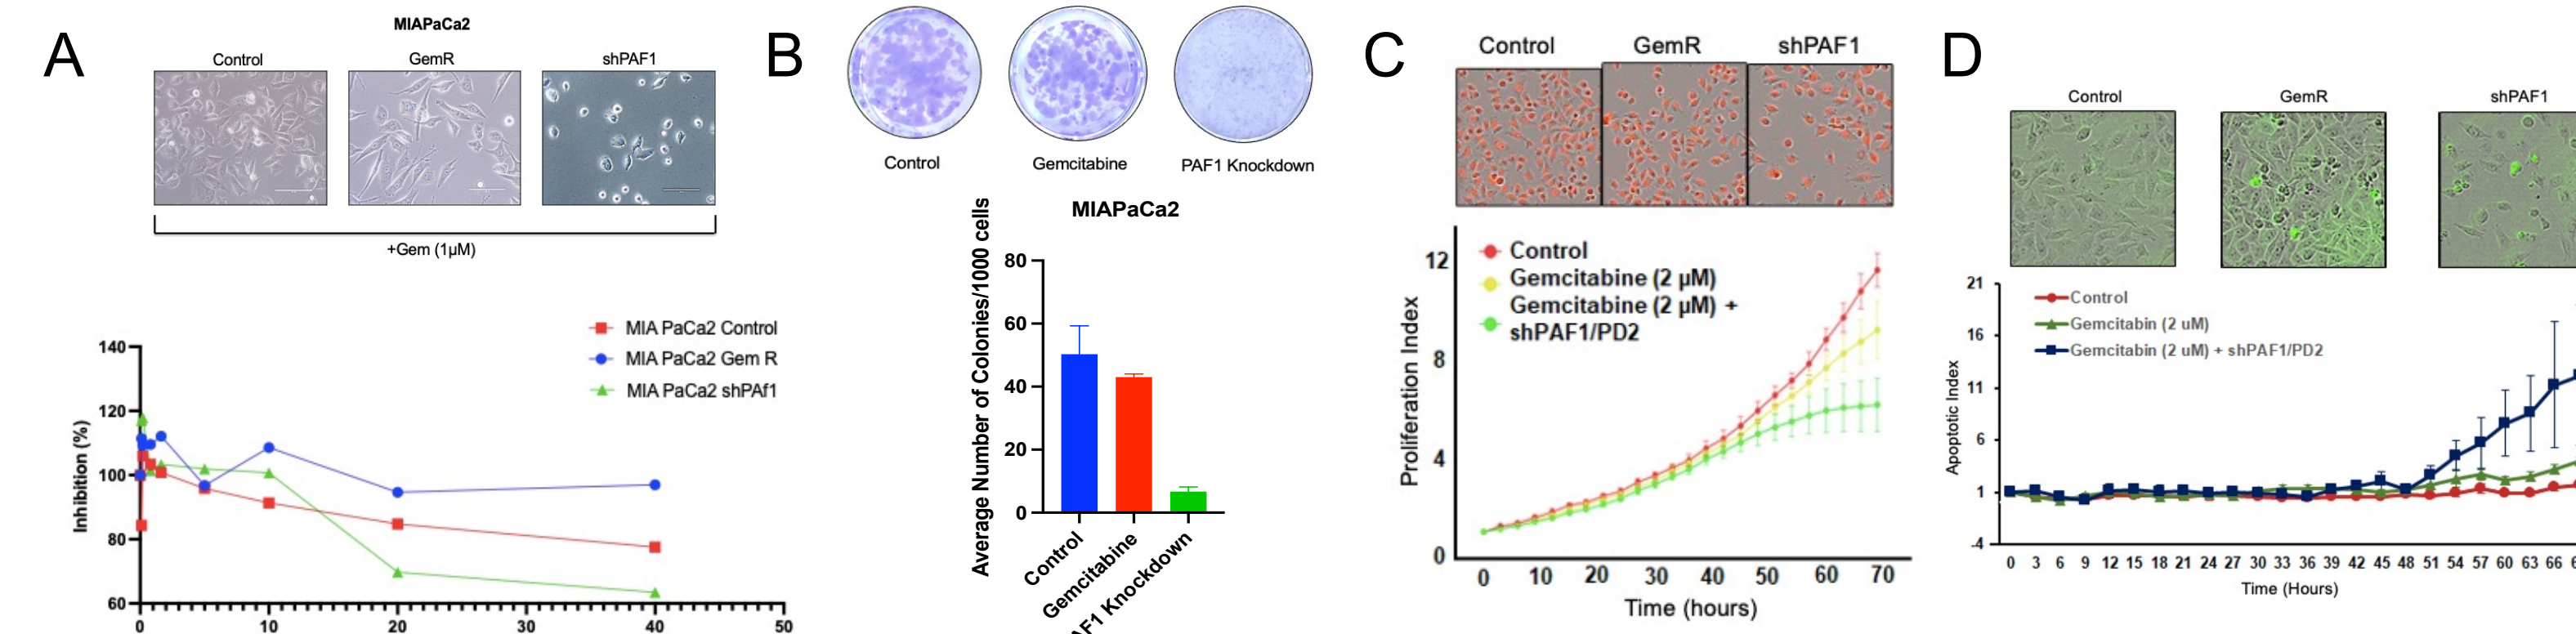 A
MIAPaCa2
Control
GemR
shPAF1
+Gem (1µM)
MIA PaCa2 Control
MIA PaCa2 Gem R
MIA PaCa2 shPAf1
Inhibition (%)
140
120
100
80
60
0
10
20
30
40
50
B
Control
Gemcitabine
PAF1 Knockdown
MIAPaCa2
Average Number of Colonies/1000 cells
80
60
40
20
0
Control
Gemcitabine
AF1 Knockdown
C
Control
GemR
shPAF1
Control
Gemcitabine (2 µM)
Gemcitabine (2 µM) +
shPAF1/PD2
Proliferation Index
12
8
4
0
0
10
20
30
40
50
60
70
Time (hours)
D
Control
GemR
shPAF1
Control
Gemcitabin (2 uM)
Gemcitabin (2 uM) + shPAF1/PD2
Apoptotic Index
21
16
11
6
1
-4
0 3 6 9 12 15 18 21 24 27 30 33 36 39 42 45 48 51 54 57 60 63 66
Time (Hours)